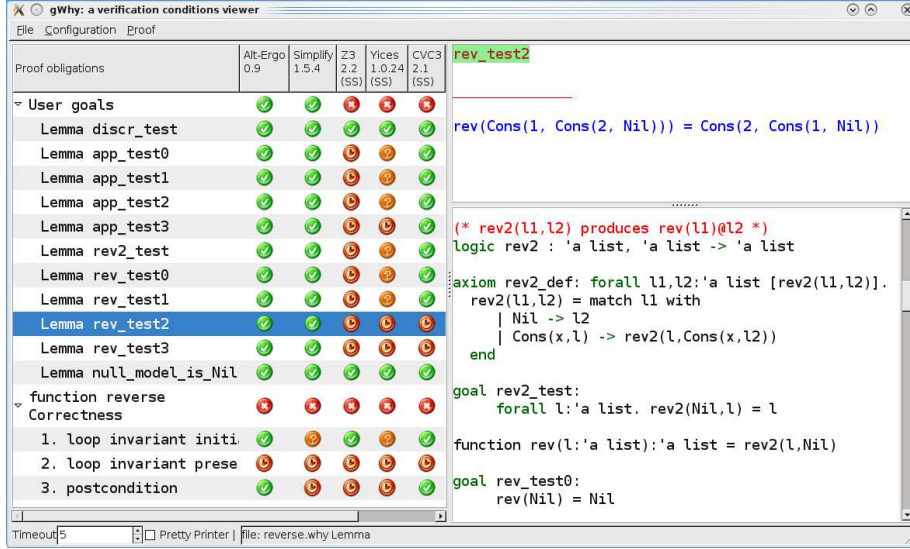 gWhy: a verification conditions viewer
File Configuration Proof
Proof obligations
Alt-Ergo
0.9
Simplify
1.5.4
Z3
2.2
(SS)
Yices
1.0.24
(SS)
CVC3
2.1
(SS)
User goals
Lemma discr_test
Lemma app_test0
Lemma app_test1
Lemma app_test2
Lemma app_test3
Lemma rev2_test
Lemma rev_test0
Lemma rev_test1
Lemma rev_test2
Lemma rev_test3
Lemma null_model_is_Nil
function reverse
Correctness
1. loop invariant initi
2. loop invariant prese
3. postcondition
rev_test2
rev(Cons(1, Cons(2, Nil))) = Cons(2, Cons(1, Nil))
(* rev2(l1,l2) produces rev(l1)@l2 *)
logic rev2 : 'a list, 'a list -> 'a list
axiom rev2_def: forall l1,l2:'a list [rev2(l1,l2)].
rev2(l1,l2) = match l1 with
| Nil -> l2
| Cons(x,l) -> rev2(l,Cons(x,l2))
end
goal rev2_test:
forall l:'a list. rev2(Nil,l) = l
function rev(l:'a list):'a list = rev2(l,Nil)
goal rev_test0:
rev(Nil) = Nil
Timeout 5 Pretty Printer | file: reverse.why Lemma